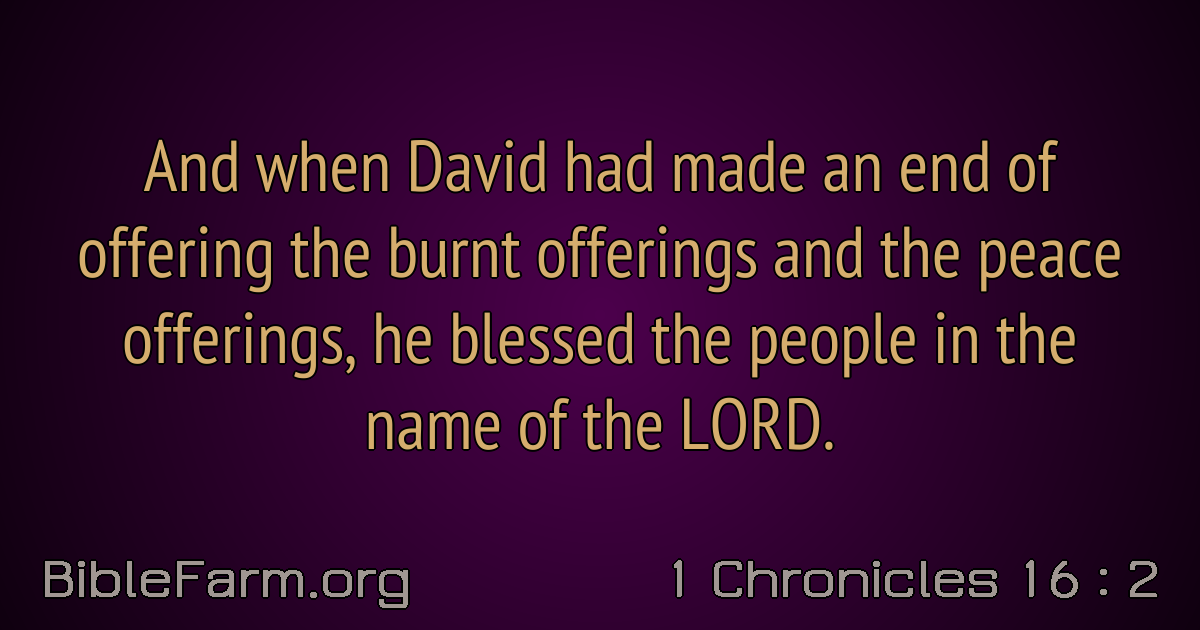 And when David had made an end of
offering the burnt offerings and the peace
offerings, he blessed the people in the
name of the LORD.
BibleFarm.org
1 Chronicles 16 : 2